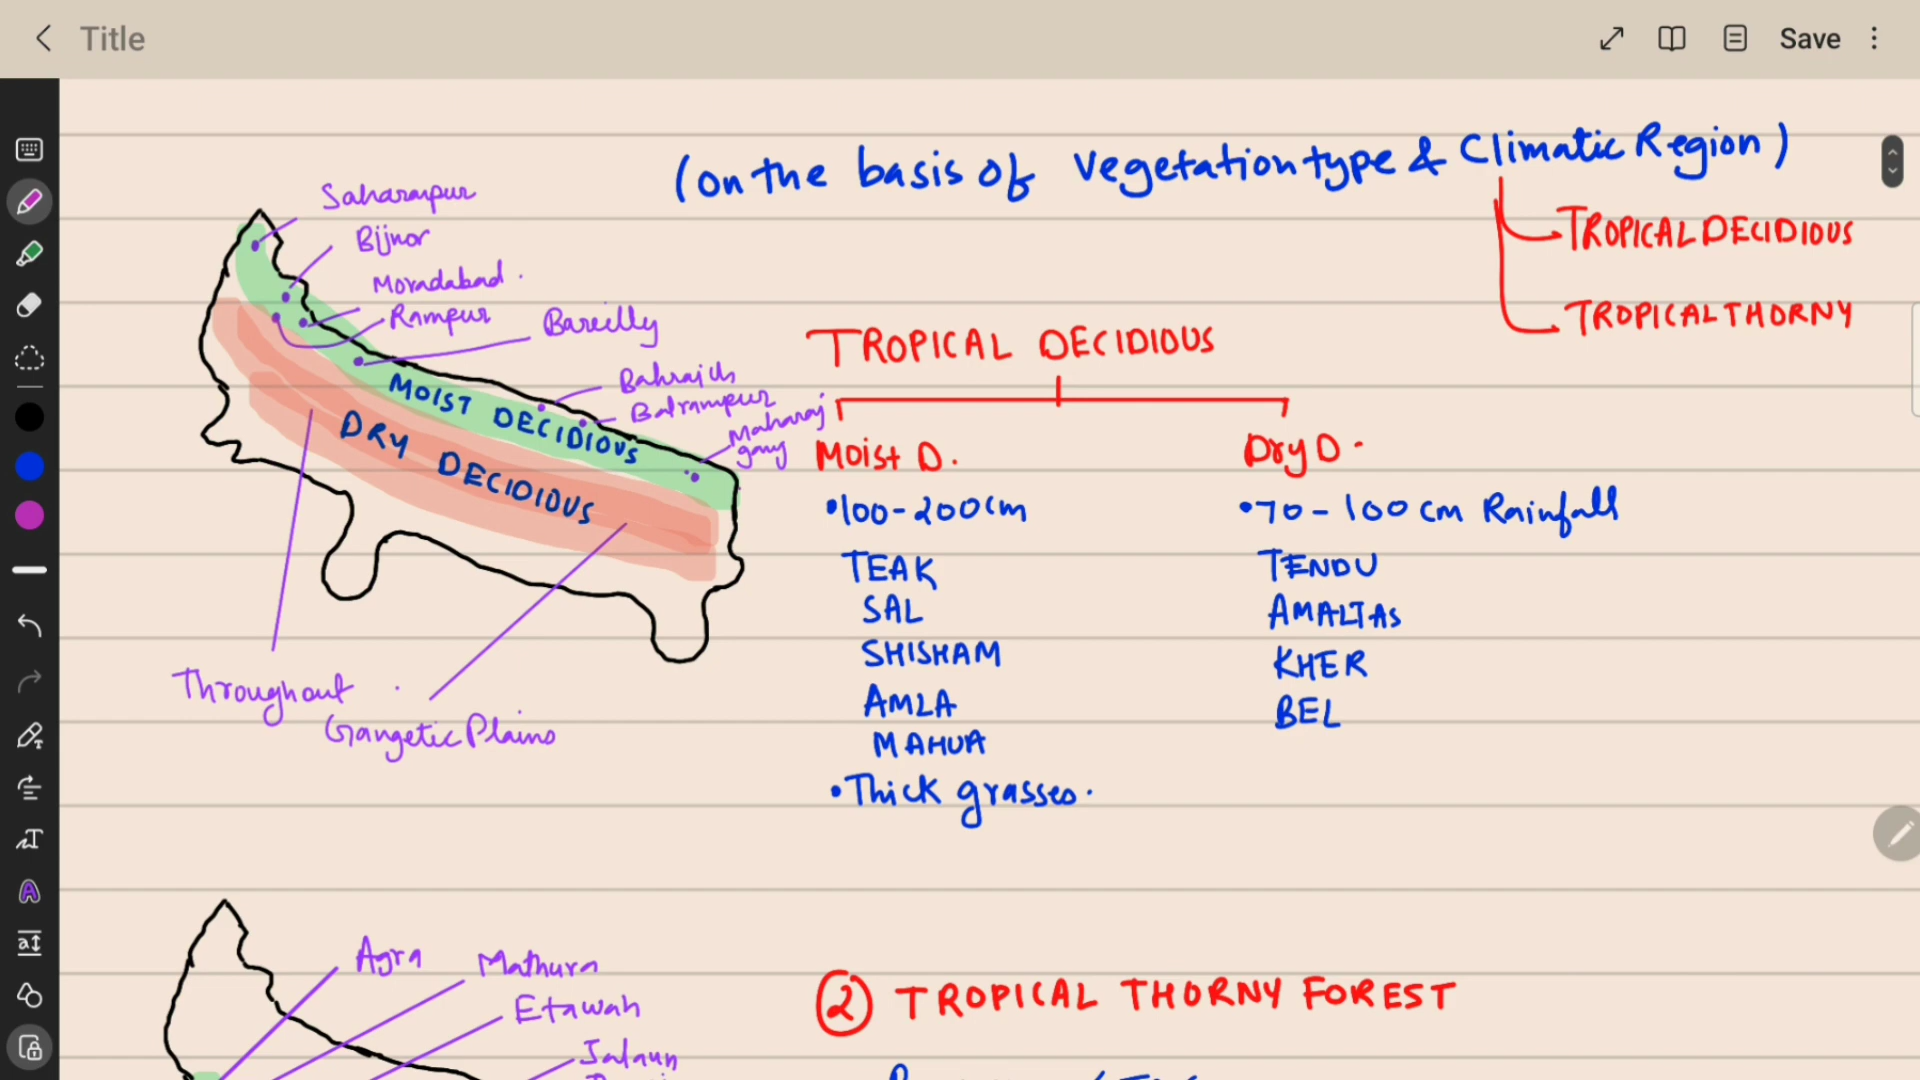 Title
Save
(on the basis of Vegetation type & Climatic Region)
TROPICAL DECIDIOUS
TROPICAL THORNY
Saharanpur
Bijnor
Moradabad
Rampur
Bareilly
Bahraich
Balrampur
Maharaj
ganj
MOIST DECIDIOUS
DRY DECIDIOUS
Throughout
Gangetic Plains
TROPICAL DECIDIOUS
Moist D.
•100-200cm
TEAK
SAL
SHISHAM
AMLA
MAHUA
•Thick grasses.
Dry D.
•70-100 cm Rainfall
TENDU
AMALTAS
KHER
BEL
Agra
Mathura
Etawah
Jalaun
② TROPICAL THORNY FOREST